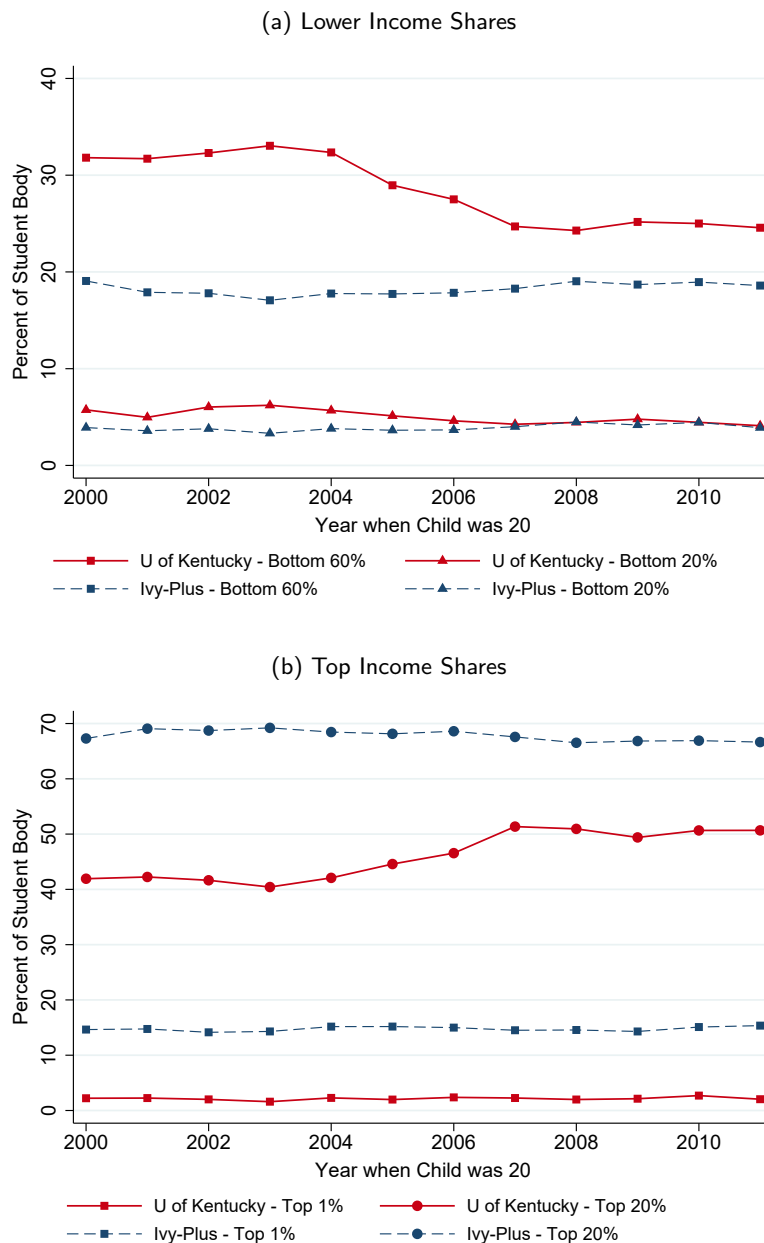 (a) Lower Income Shares
40
30
20
10
0
Percent of Student Body
2000 2002 2004 2006 2008 2010
Year when Child was 20
U of Kentucky - Bottom 60% U of Kentucky - Bottom 20%
Ivy-Plus - Bottom 60% Ivy-Plus - Bottom 20%
(b) Top Income Shares
70
60
50
40
30
20
10
0
Percent of Student Body
2000 2002 2004 2006 2008 2010
Year when Child was 20
U of Kentucky - Top 1% U of Kentucky - Top 20%
Ivy-Plus - Top 1% Ivy-Plus - Top 20%